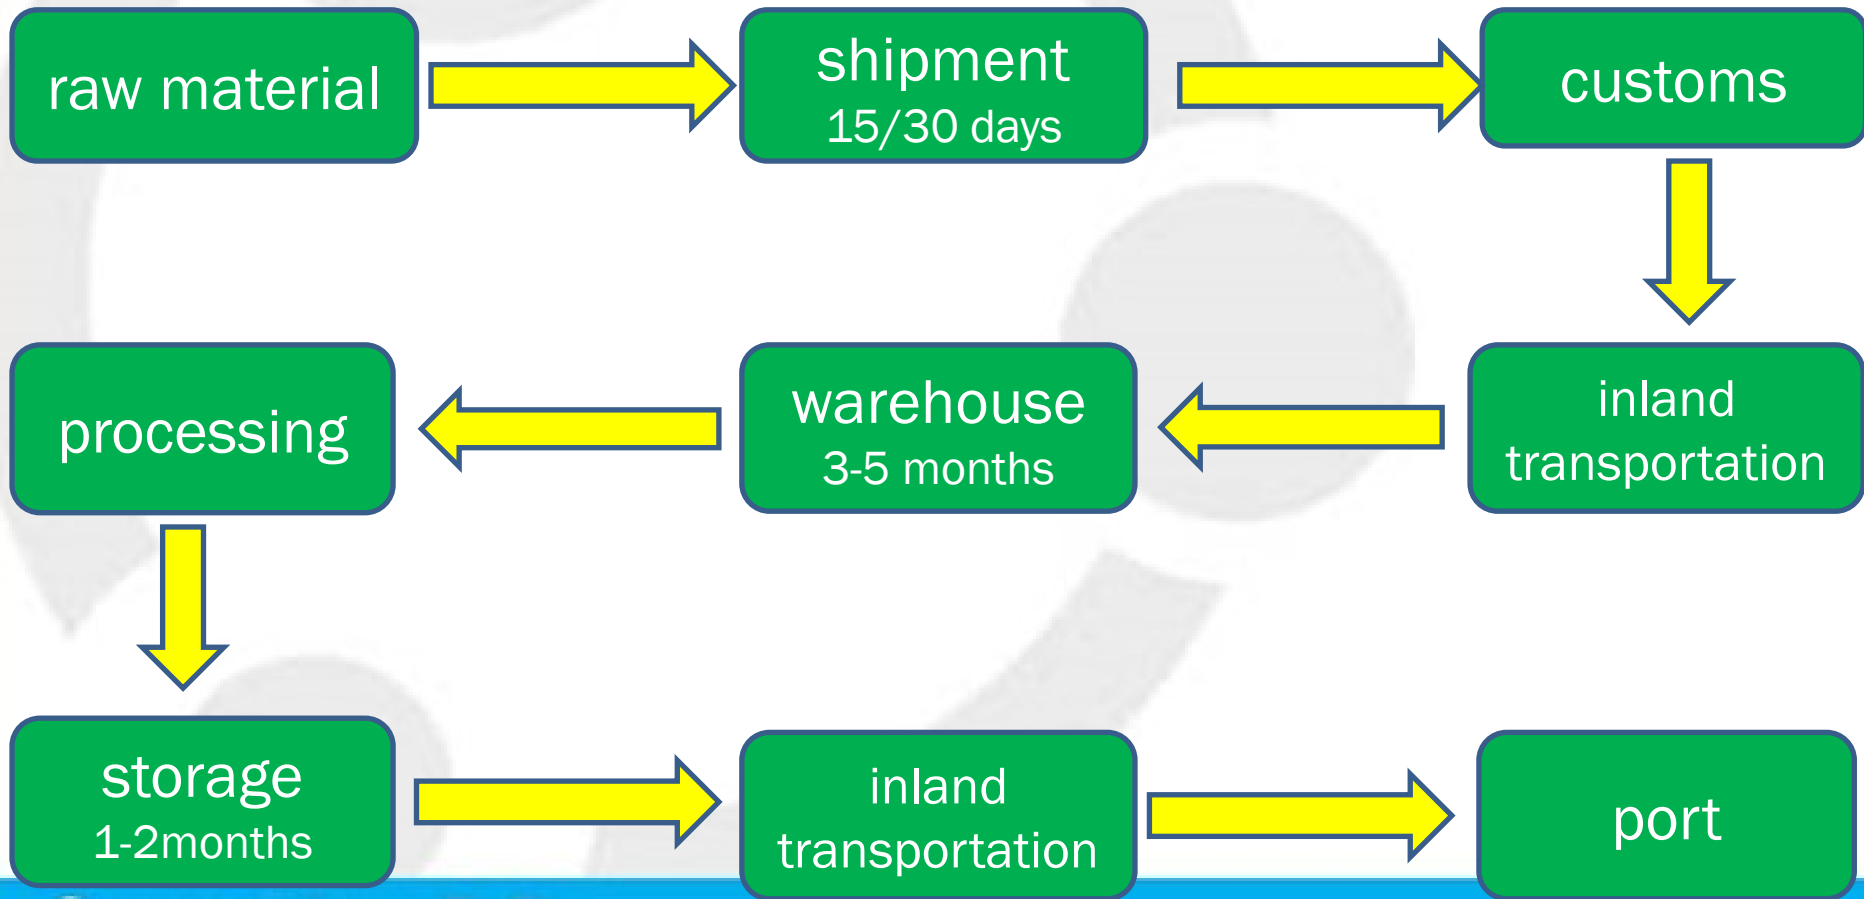 raw material
shipment
15/30 days
customs
inland
transportation
warehouse
3-5 months
processing
storage
1-2months
inland
transportation
port